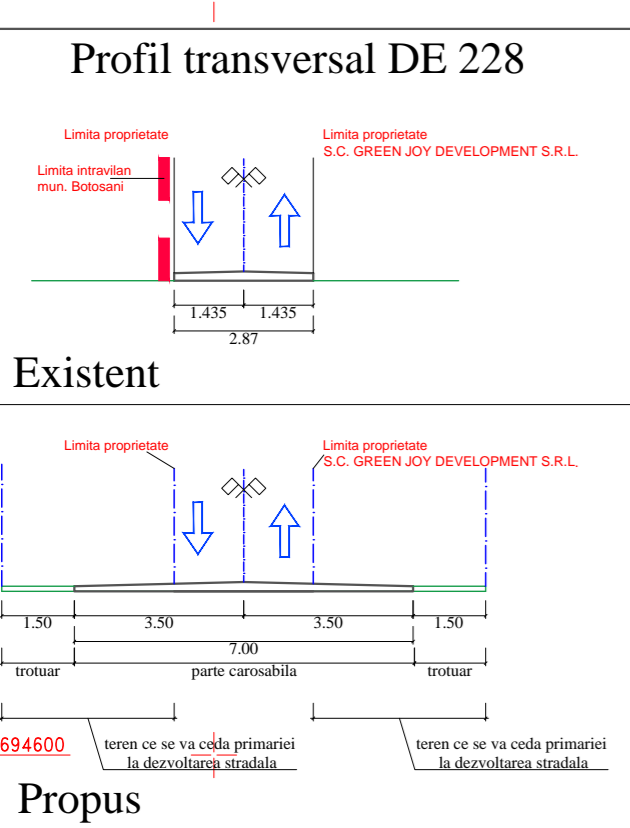 Profil transversal DE 228
Limita proprietate
Limita proprietate
S.C. GREEN JOY DEVELOPMENT S.R.L.
Limita intravilan
mun. Botosani
1.435
1.435
2.87
Existent
Limita proprietate
Limita proprietate
S.C. GREEN JOY DEVELOPMENT S.R.L.
1.50
3.50
3.50
1.50
7.00
trotuar
parte carosabila
trotuar
694600
teren ce se va ceda primariei
la dezvoltarea stradala
teren ce se va ceda primariei
la dezvoltarea stradala
Propus